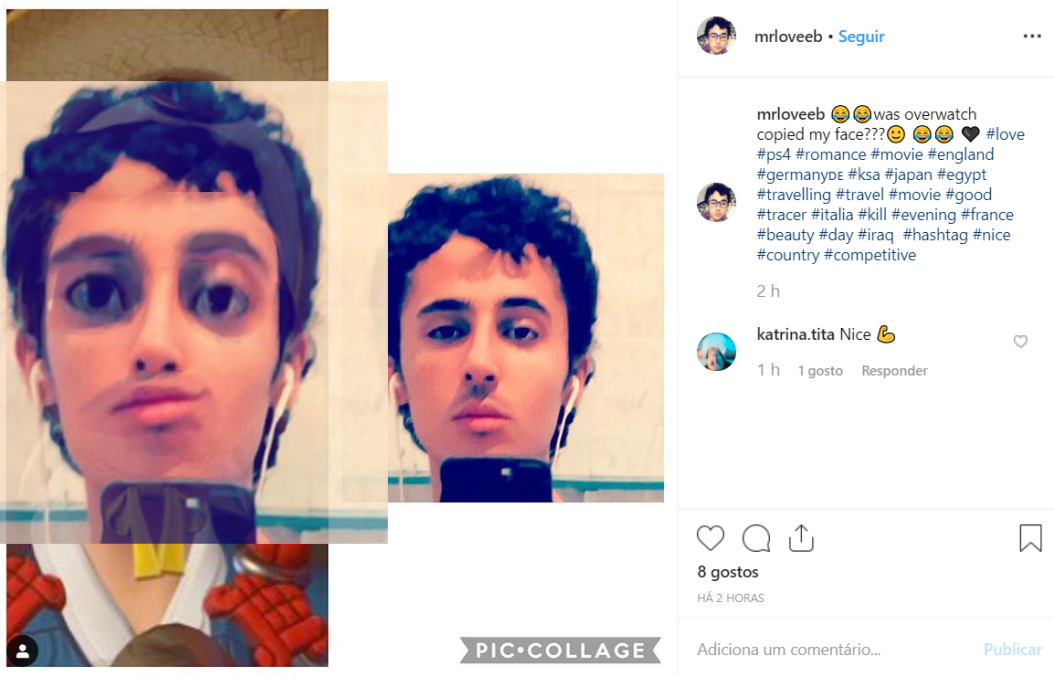 mrloveeb • Seguir
mrloveeb 😂😂was overwatch
copied my face???🙂 😂😂 🖤 #love
#ps4 #romance #movie #england
#germanyᴅᴇ #ksa #japan #egypt
#travelling #travel #movie #good
#tracer #italia #kill #evening #france
#beauty #day #iraq #hashtag #nice
#country #competitive
2 h
katrina.tita Nice 💪
1 h 1 gosto Responder
8 gostos
HÁ 2 HORAS
Adiciona um comentário... Publicar
PIC•COLLAGE